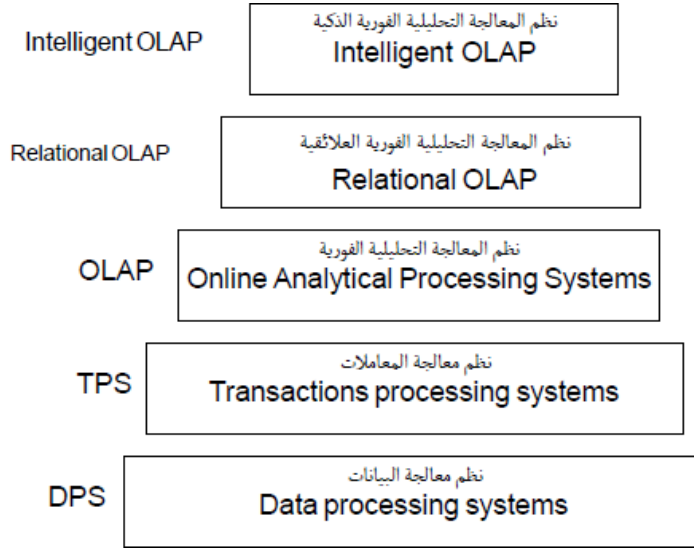 Intelligent OLAP
نظم المعالجة التحليلية الفورية الذكية
Intelligent OLAP
Relational OLAP
نظم المعالجة التحليلية الفورية العلائقية
Relational OLAP
OLAP
نظم المعالجة التحليلية الفورية
Online Analytical Processing Systems
TPS
نظم معالجة المعاملات
Transactions processing systems
DPS
نظم معالجة البيانات
Data processing systems